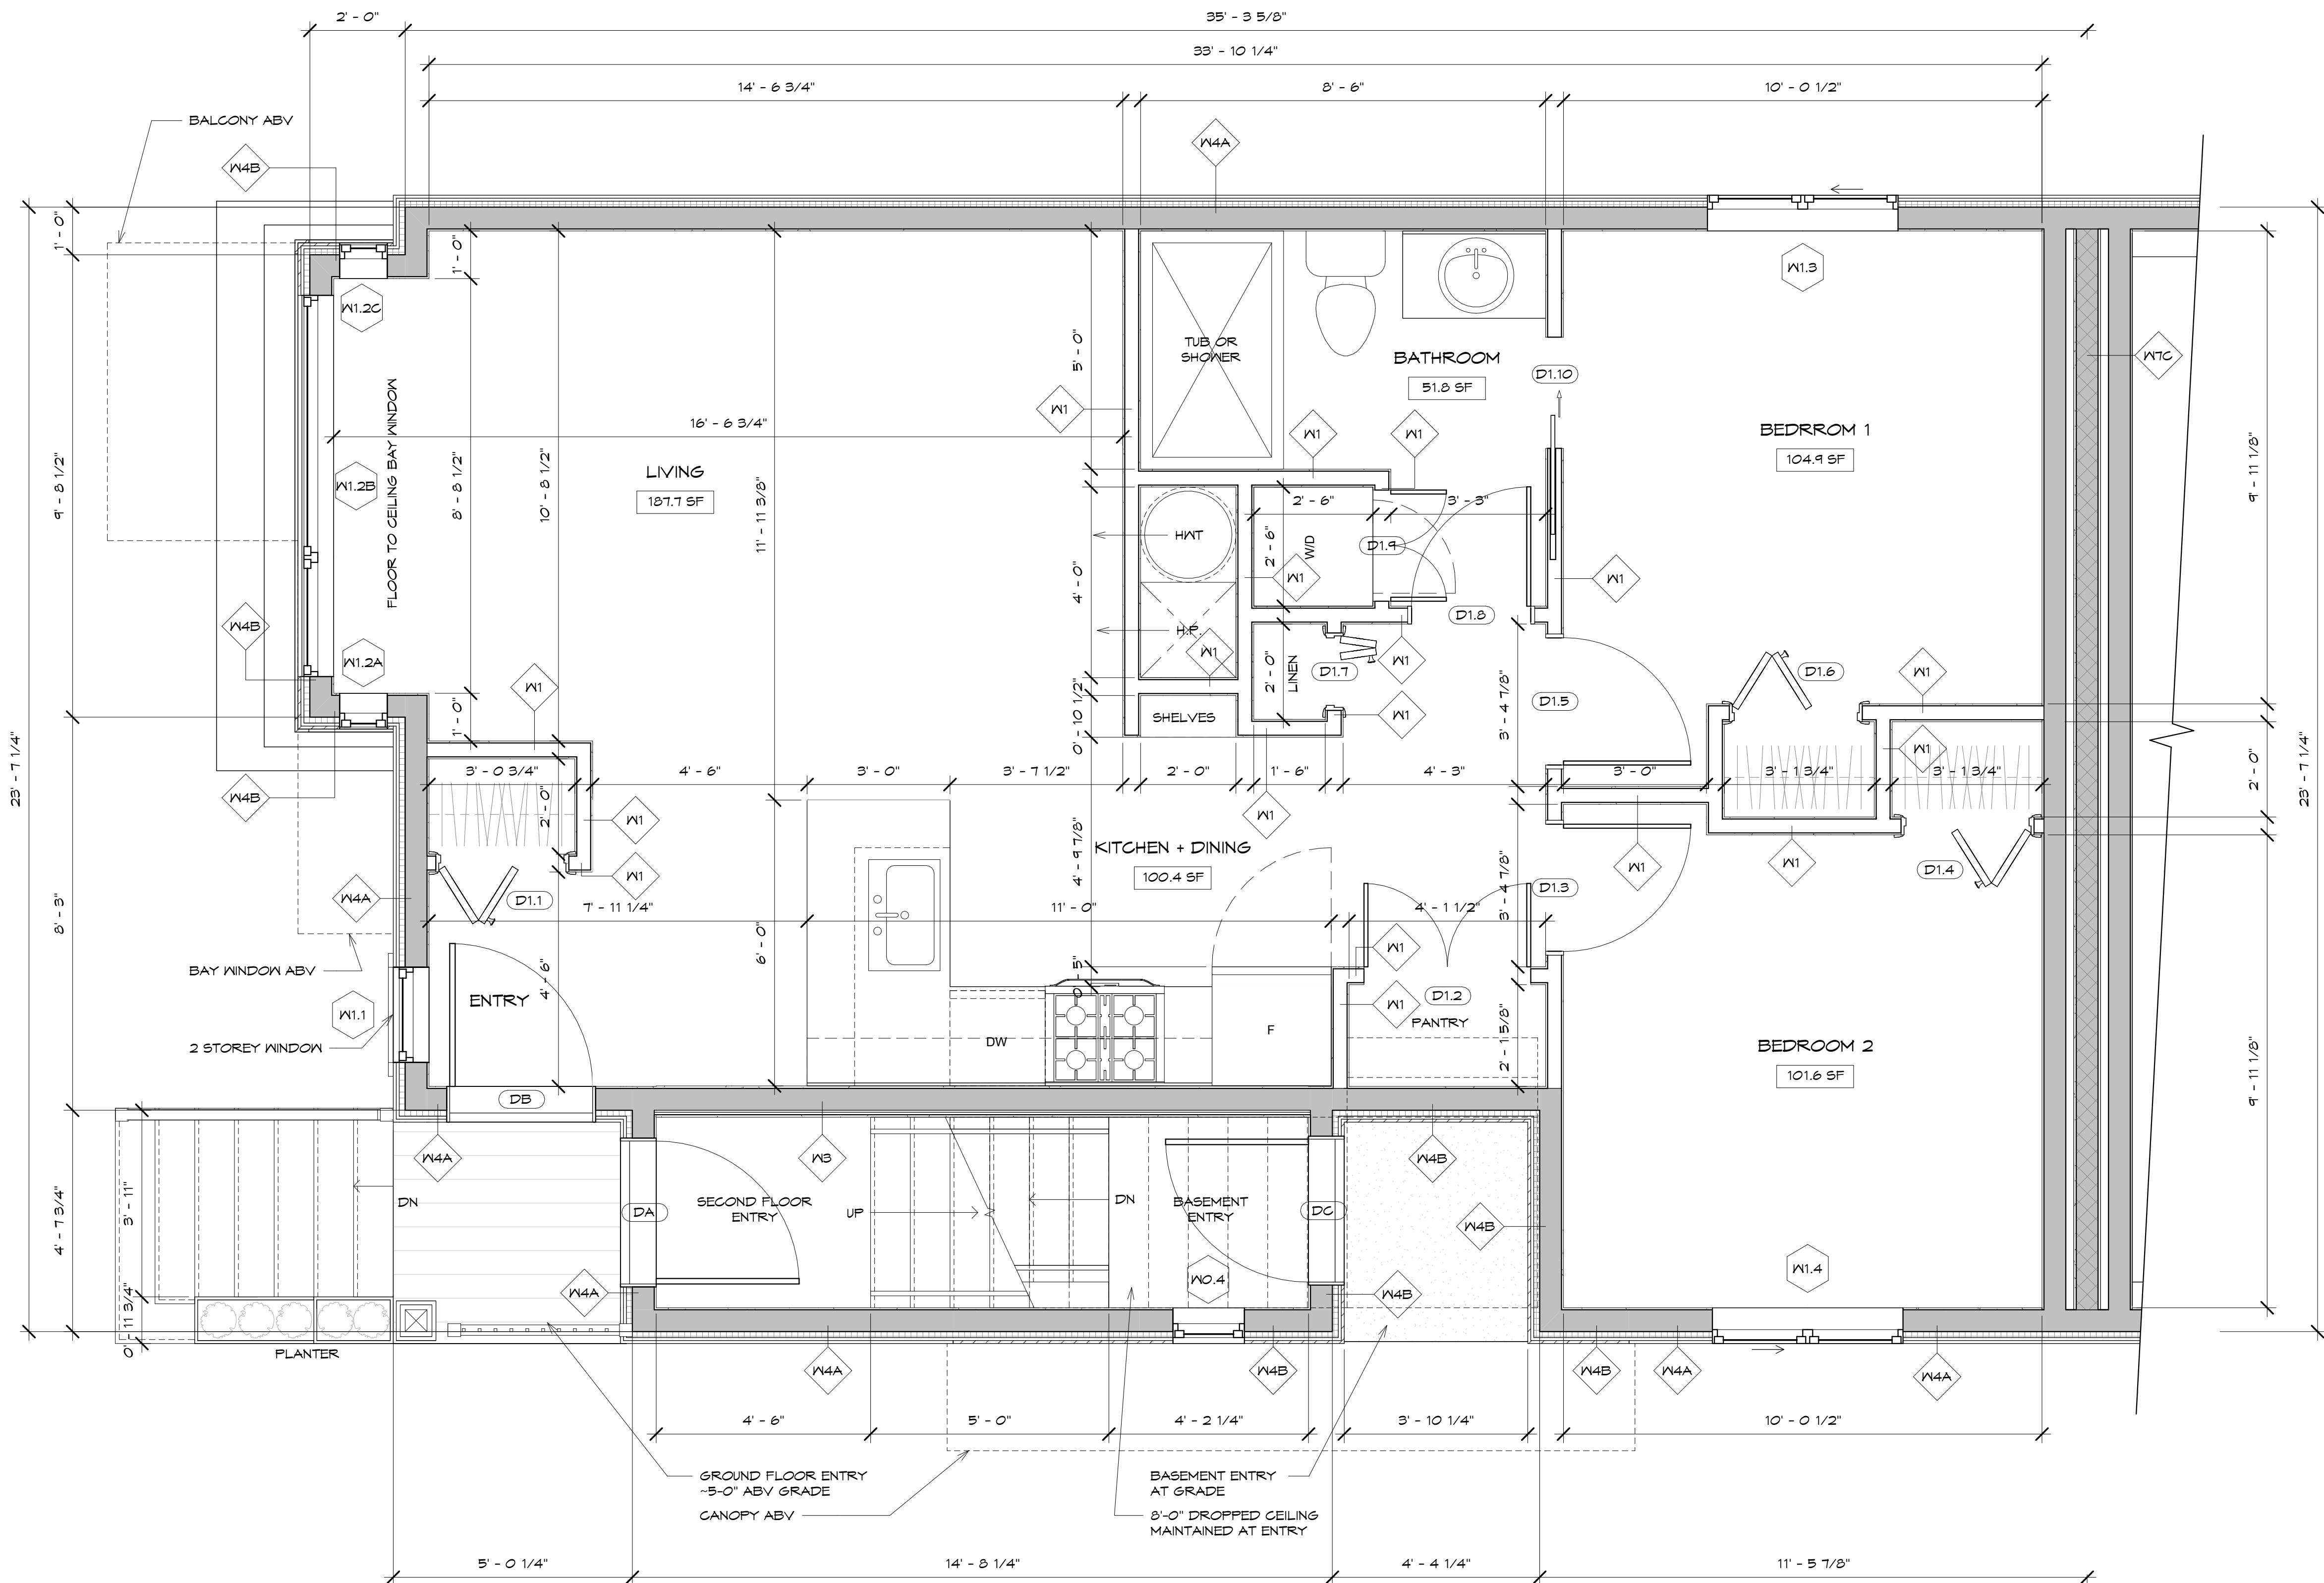 2' - 0"
35' - 3 5/8"
33' - 10 1/4"
14' - 6 3/4"
8' - 6"
10' - 0 1/2"
BALCONY ABV
W4A
W4B
1' - 0"
1' - 0"
W1.2C
W1.3
TUB OR
SHOWER
BATHROOM
51.8 SF
D1.10
W7C
5' - 0"
W1
16' - 6 3/4"
W1
W1
BEDRROM 1
104.9 SF
9' - 11 1/8"
FLOOR TO CEILING BAY WINDOW
W1.2B
9' - 8 1/2"
8' - 8 1/2"
10' - 8 1/2"
11' - 11 3/8"
LIVING
187.7 SF
2' - 6"
3' - 3"
HWT
2' - 6"
W/D
D1.9
W1
W1
4' - 0"
W4B
D1.8
H.P.
W1
W1.2A
2' - 0"
LINEN
D1.7
W1
D1.6
W1
W1
D1.5
3' - 4 7/8"
1' - 0"
0' - 10 1/2"
SHELVES
W1
W1
23' - 7 1/4"
23' - 7 1/4"
W4B
3' - 0 3/4"
4' - 6"
3' - 0"
3' - 7 1/2"
2' - 0"
1' - 6"
4' - 3"
3' - 0"
3' - 1 3/4"
3' - 1 3/4"
2' - 0"
2' - 0"
W1
W1
KITCHEN + DINING
100.4 SF
4' - 9 7/8"
W1
W1
W1
D1.4
D1.3
3' - 4 7/8"
W4A
D1.1
8' - 3"
7' - 11 1/4"
11' - 0"
4' - 1 1/2"
W1
6' - 0"
4' - 6"
BAY WINDOW ABV
ENTRY
0' - 5"
W1
D1.2
PANTRY
W1.1
2 STOREY WINDOW
DW
F
2' - 1 5/8"
BEDROOM 2
101.6 SF
9' - 11 1/8"
DB
W4A
W3
W4B
4' - 7 3/4"
3' - 11"
DN
DA
SECOND FLOOR
ENTRY
UP
DN
BASEMENT
ENTRY
DC
W4B
W1.4
W0.4
W4A
W4B
0' - 11 3/4"
PLANTER
W4A
W4B
W4B
W4A
W4A
4' - 6"
5' - 0"
4' - 2 1/4"
3' - 10 1/4"
10' - 0 1/2"
GROUND FLOOR ENTRY
~5-0" ABV GRADE
BASEMENT ENTRY
AT GRADE
CANOPY ABV
8'-0" DROPPED CEILING
MAINTAINED AT ENTRY
5' - 0 1/4"
14' - 8 1/4"
4' - 4 1/4"
11' - 5 7/8"